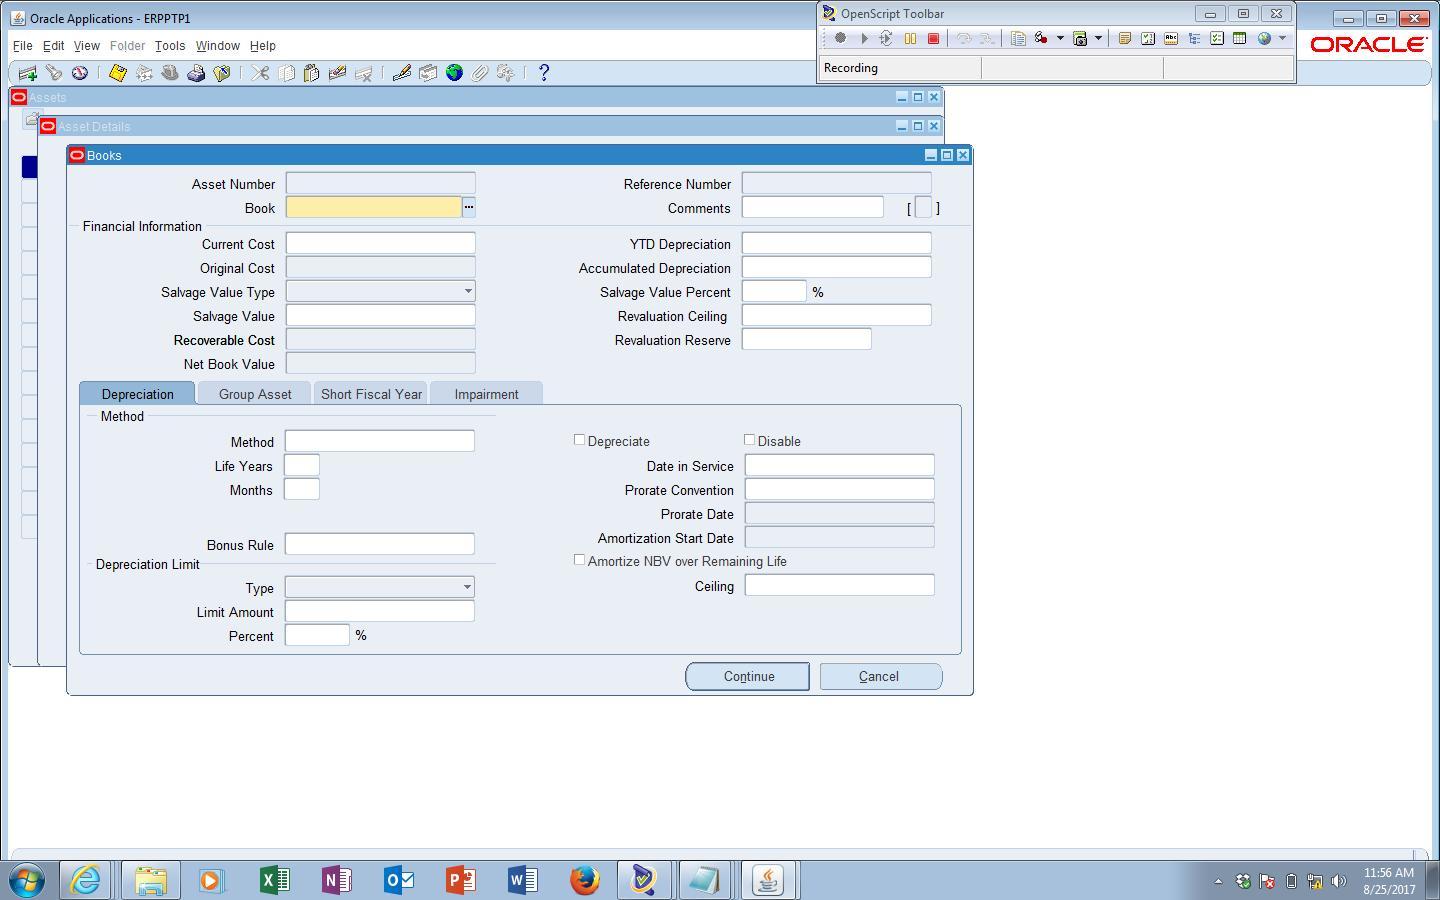 Oracle Applications - ERPPTP1
OpenScript Toolbar
File Edit View Folder Tools Window Help
ORACLE
Recording
Assets
Asset Details
Books
Asset Number
Reference Number
Book
Comments [ ]
Financial Information
Current Cost
YTD Depreciation
Original Cost
Accumulated Depreciation
Salvage Value Type
Salvage Value Percent %
Salvage Value
Revaluation Ceiling
Recoverable Cost
Revaluation Reserve
Net Book Value
Depreciation Group Asset Short Fiscal Year Impairment
Method
Method
Depreciate Disable
Life Years
Date in Service
Months
Prorate Convention
Prorate Date
Amortization Start Date
Bonus Rule
Amortize NBV over Remaining Life
Depreciation Limit
Type
Ceiling
Limit Amount
Percent %
Continue Cancel
11:56 AM
8/25/2017